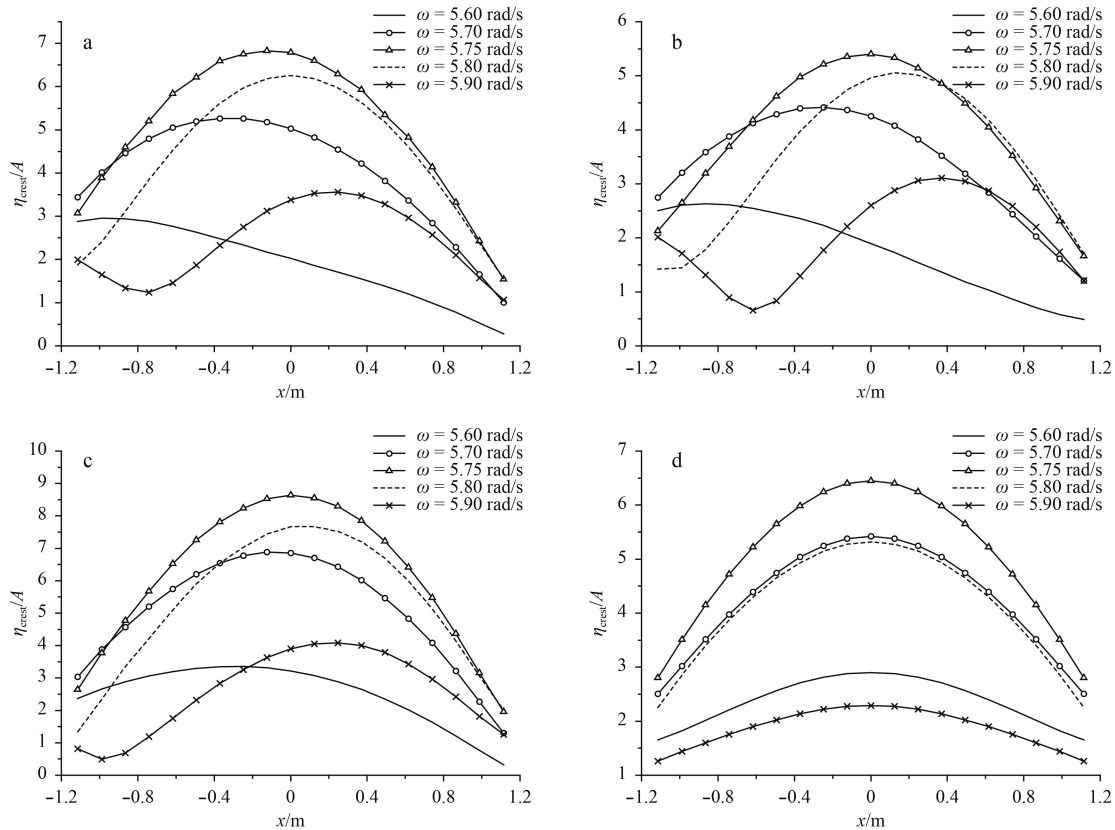 a
ω = 5.60 rad/s
ω = 5.70 rad/s
ω = 5.75 rad/s
ω = 5.80 rad/s
ω = 5.90 rad/s
7
6
5
4
3
2
1
0
ηcrest/A
−1.2
−0.8
−0.4
0
0.4
0.8
1.2
x/m
b
ω = 5.60 rad/s
ω = 5.70 rad/s
ω = 5.75 rad/s
ω = 5.80 rad/s
ω = 5.90 rad/s
6
5
4
3
2
1
0
ηcrest/A
−1.2
−0.8
−0.4
0
0.4
0.8
1.2
x/m
c
ω = 5.60 rad/s
ω = 5.70 rad/s
ω = 5.75 rad/s
ω = 5.80 rad/s
ω = 5.90 rad/s
10
9
8
7
6
5
4
3
2
1
0
ηcrest/A
−1.2
−0.8
−0.4
0
0.4
0.8
1.2
x/m
d
ω = 5.60 rad/s
ω = 5.70 rad/s
ω = 5.75 rad/s
ω = 5.80 rad/s
ω = 5.90 rad/s
7
6
5
4
3
2
1
ηcrest/A
−1.2
−0.8
−0.4
0
0.4
0.8
1.2
x/m